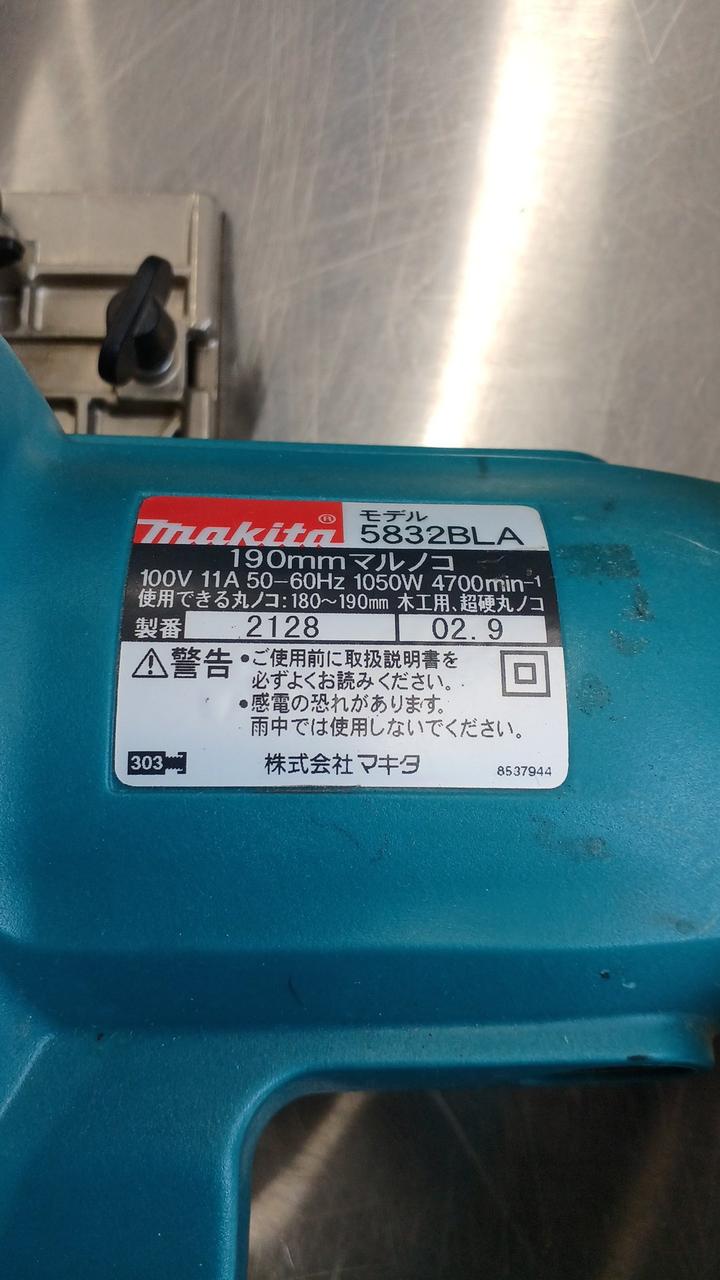 makita® モデル 5832BLA
190mmマルノコ
100V 11A 50−60Hz 1050W 4700min⁻¹
使用できる丸ノコ:180〜190mm 木工用、超硬丸ノコ
製番 2128 02.9
⚠警告 •ご使用前に取扱説明書を
必ずよくお読みください。
•感電の恐れがあります。
雨中では使用しないでください。
303 株式会社マキタ 8537944